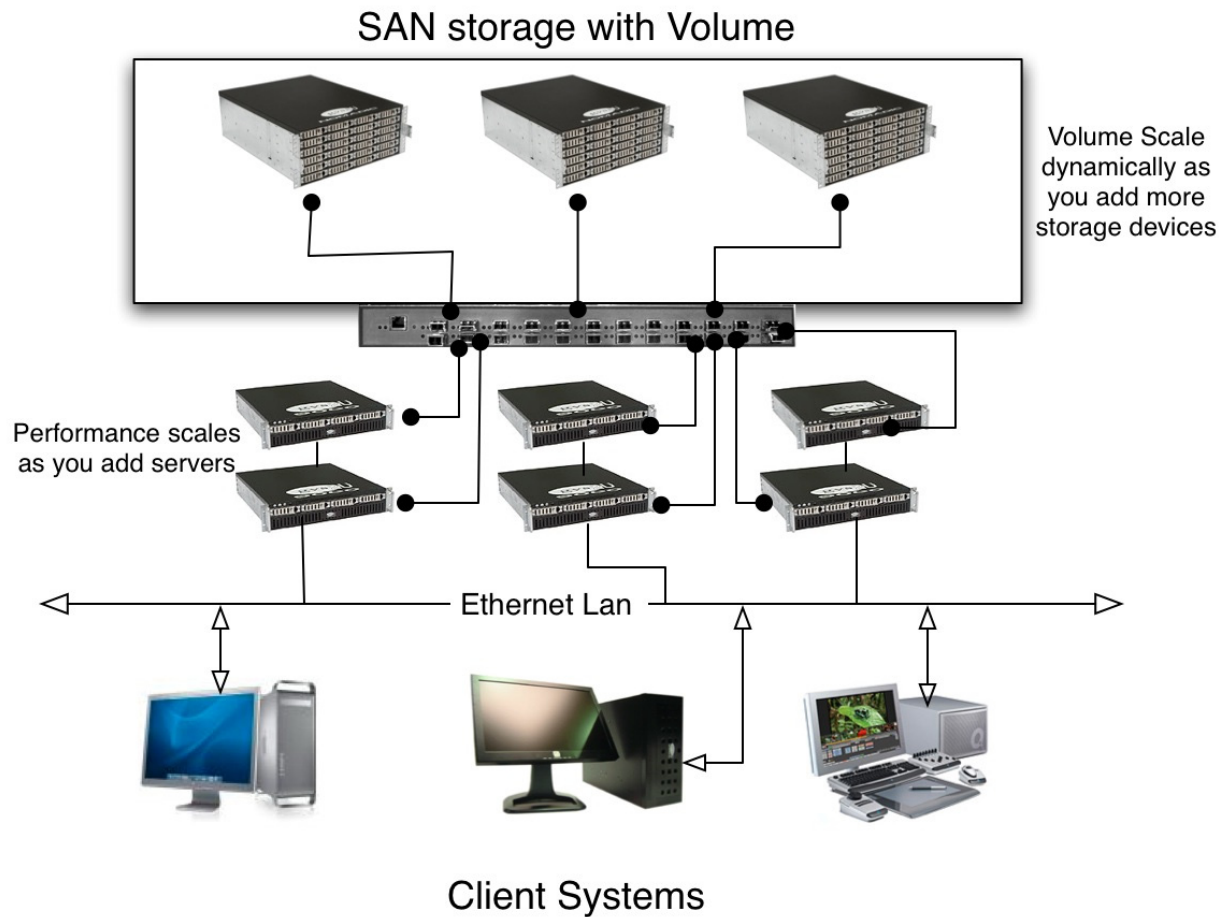 SAN storage with Volume
Volume Scale
dynamically as
you add more
storage devices
Performance scales
as you add servers
Ethernet Lan
Client Systems